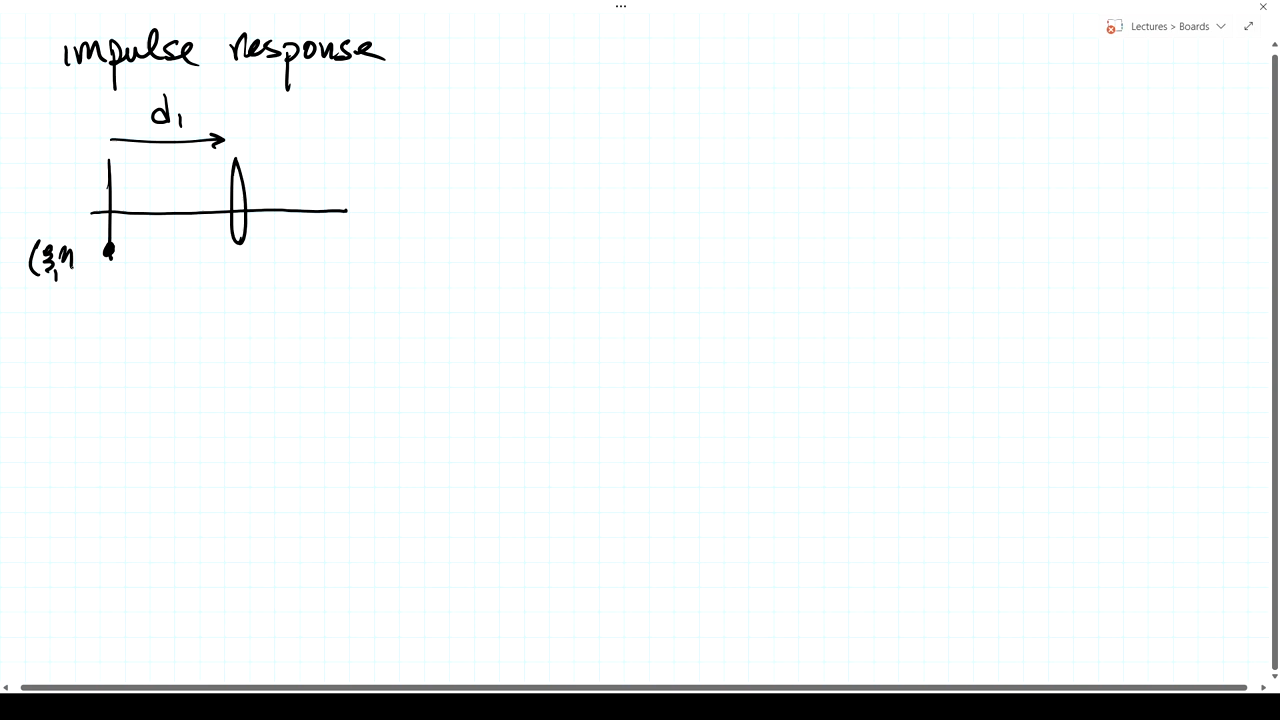 Lectures > Boards
impulse response
d₁
(ξ, η